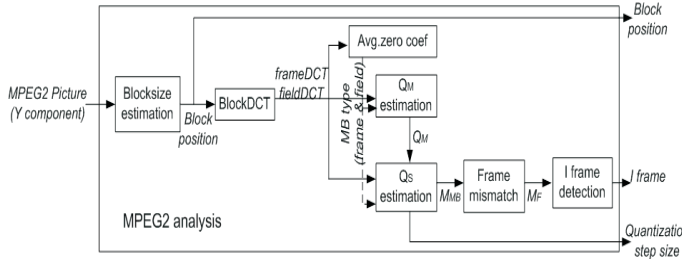 Block
position
Avg.zero coef
frameDCT
fieldDCT
MPEG2 Picture
(Y component)
Blocksize
estimation
Block
position
BlockDCT
MB type
(frame & field)
QM
estimation
QM
QS
estimation
MMB
Frame
mismatch
MF
I frame
detection
I frame
MPEG2 analysis
Quantizatio
step size